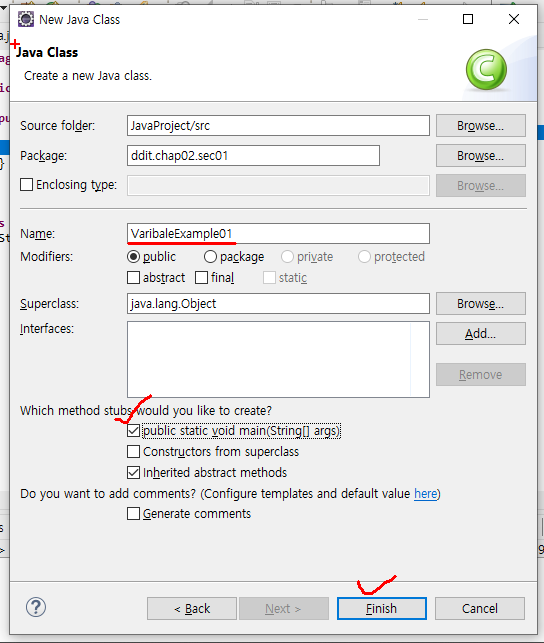 New Java Class
Java Class
Create a new Java class.
Source folder: JavaProject/src Browse...
Package: ddit.chap02.sec01 Browse...
Enclosing type: Browse...
Name: VaribaleExample01
Modifiers: public package private protected
abstract final static
Superclass: java.lang.Object Browse...
Interfaces: Add...
Remove
Which method stubs would you like to create?
public static void main(String[] args)
Constructors from superclass
Inherited abstract methods
Do you want to add comments? (Configure templates and default value here)
Generate comments
? < Back Next > Finish Cancel